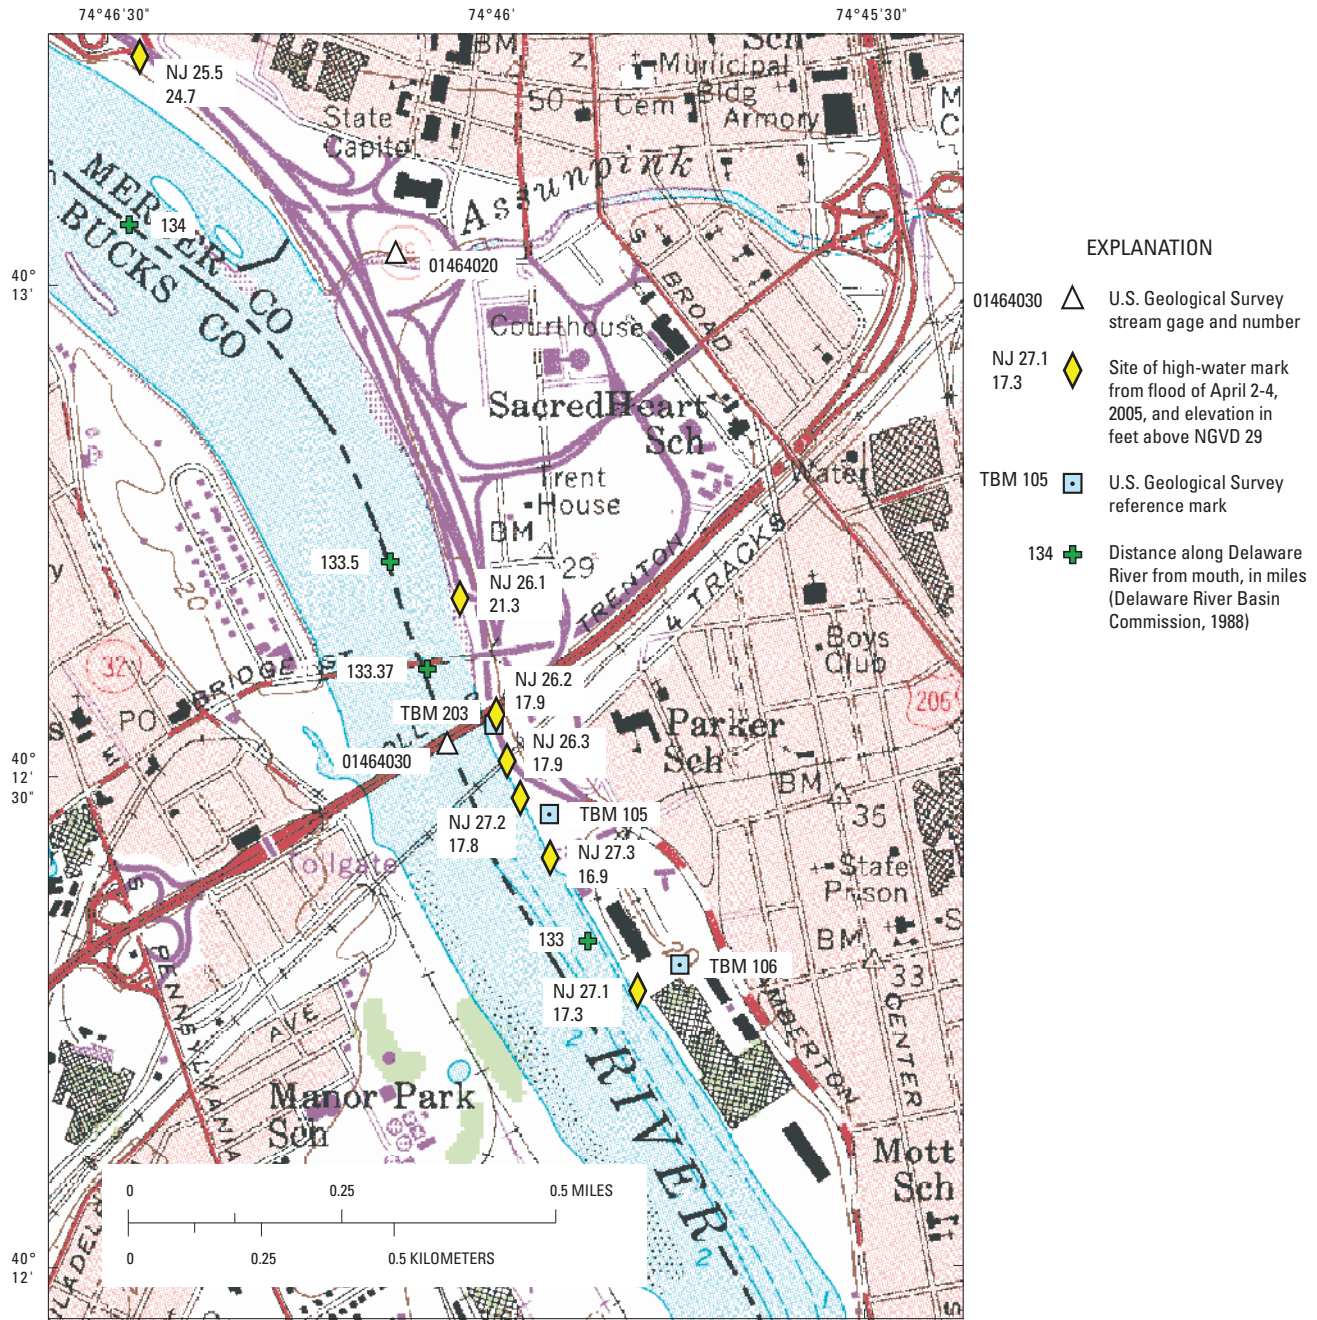 74°46'30"
74°46'
74°45'30"
NJ 25.5
24.7
BM
Sch
Z
Municipal
Bldg
50
Cem
Armory
M
C
State
Capitol
Assunpink
MERCER CO
BUCKS CO
134
01464020
40°
13'
S BROAD
Courthouse
Sacred Heart
Sch
Trent
House
Water
BM
29
133.5
NJ 26.1
21.3
TRENTON
4 TRACKS
y
20
32
BRIDGE ST
133.37
Boys
Club
206
NJ 26.2
17.9
TBM 203
PO
S
Parker
Sch
NJ 26.3
17.9
01464030
40°
12'
30"
BM
35
NJ 27.2
17.8
TBM 105
NJ 27.3
16.9
Tollgate
State
Prison
S
BM
33
133
TBM 106
NJ 27.1
17.3
PENNSYLVANIA
AVE
LAMBERTON
CENTER
2
RIVER
2
Manor Park
Sch
Mott
Sch
0
0.25
0.5 MILES
0
0.25
0.5 KILOMETERS
40°
12'
EXPLANATION
01464030
U.S. Geological Survey
stream gage and number
NJ 27.1
17.3
Site of high-water mark
from flood of April 2-4,
2005, and elevation in
feet above NGVD 29
TBM 105
U.S. Geological Survey
reference mark
134
Distance along Delaware
River from mouth, in miles
(Delaware River Basin
Commission, 1988)